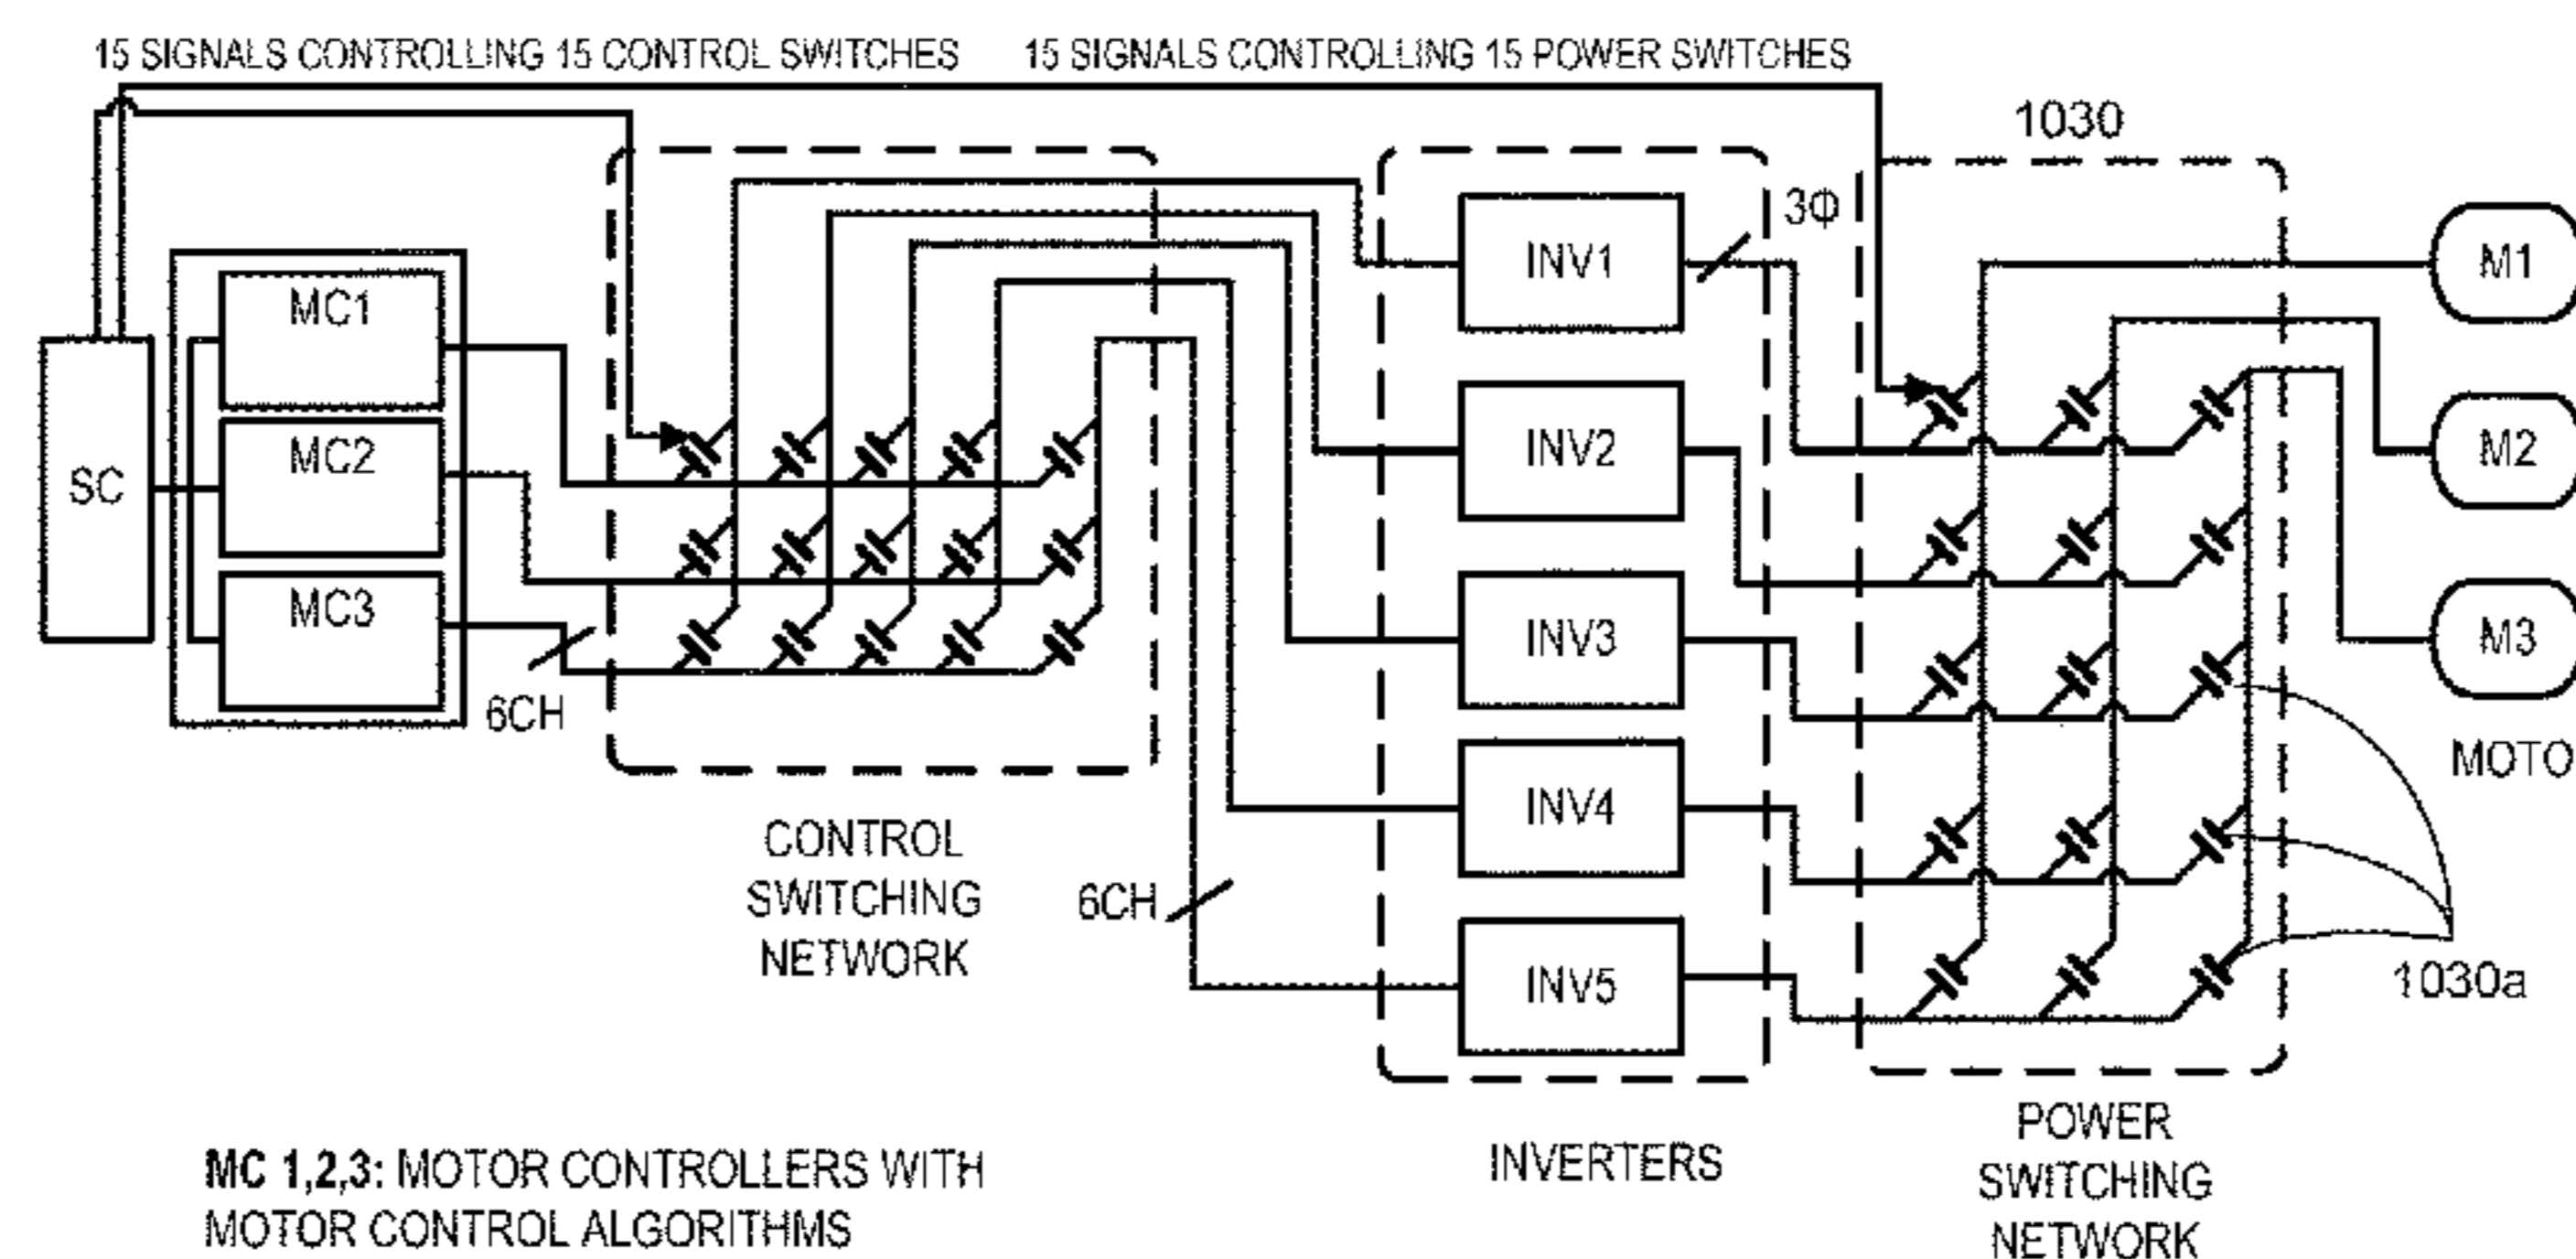 15 SIGNALS CONTROLLING 15 CONTROL SWITCHES
15 SIGNALS CONTROLLING 15 POWER SWITCHES
1030
3Φ
SC
MC1
MC2
MC3
6CH
CONTROL
SWITCHING
NETWORK
6CH
INV1
INV2
INV3
INV4
INV5
INVERTERS
M1
M2
M3
MOTO
1030a
POWER
SWITCHING
NETWORK
MC 1,2,3: MOTOR CONTROLLERS WITH
MOTOR CONTROL ALGORITHMS